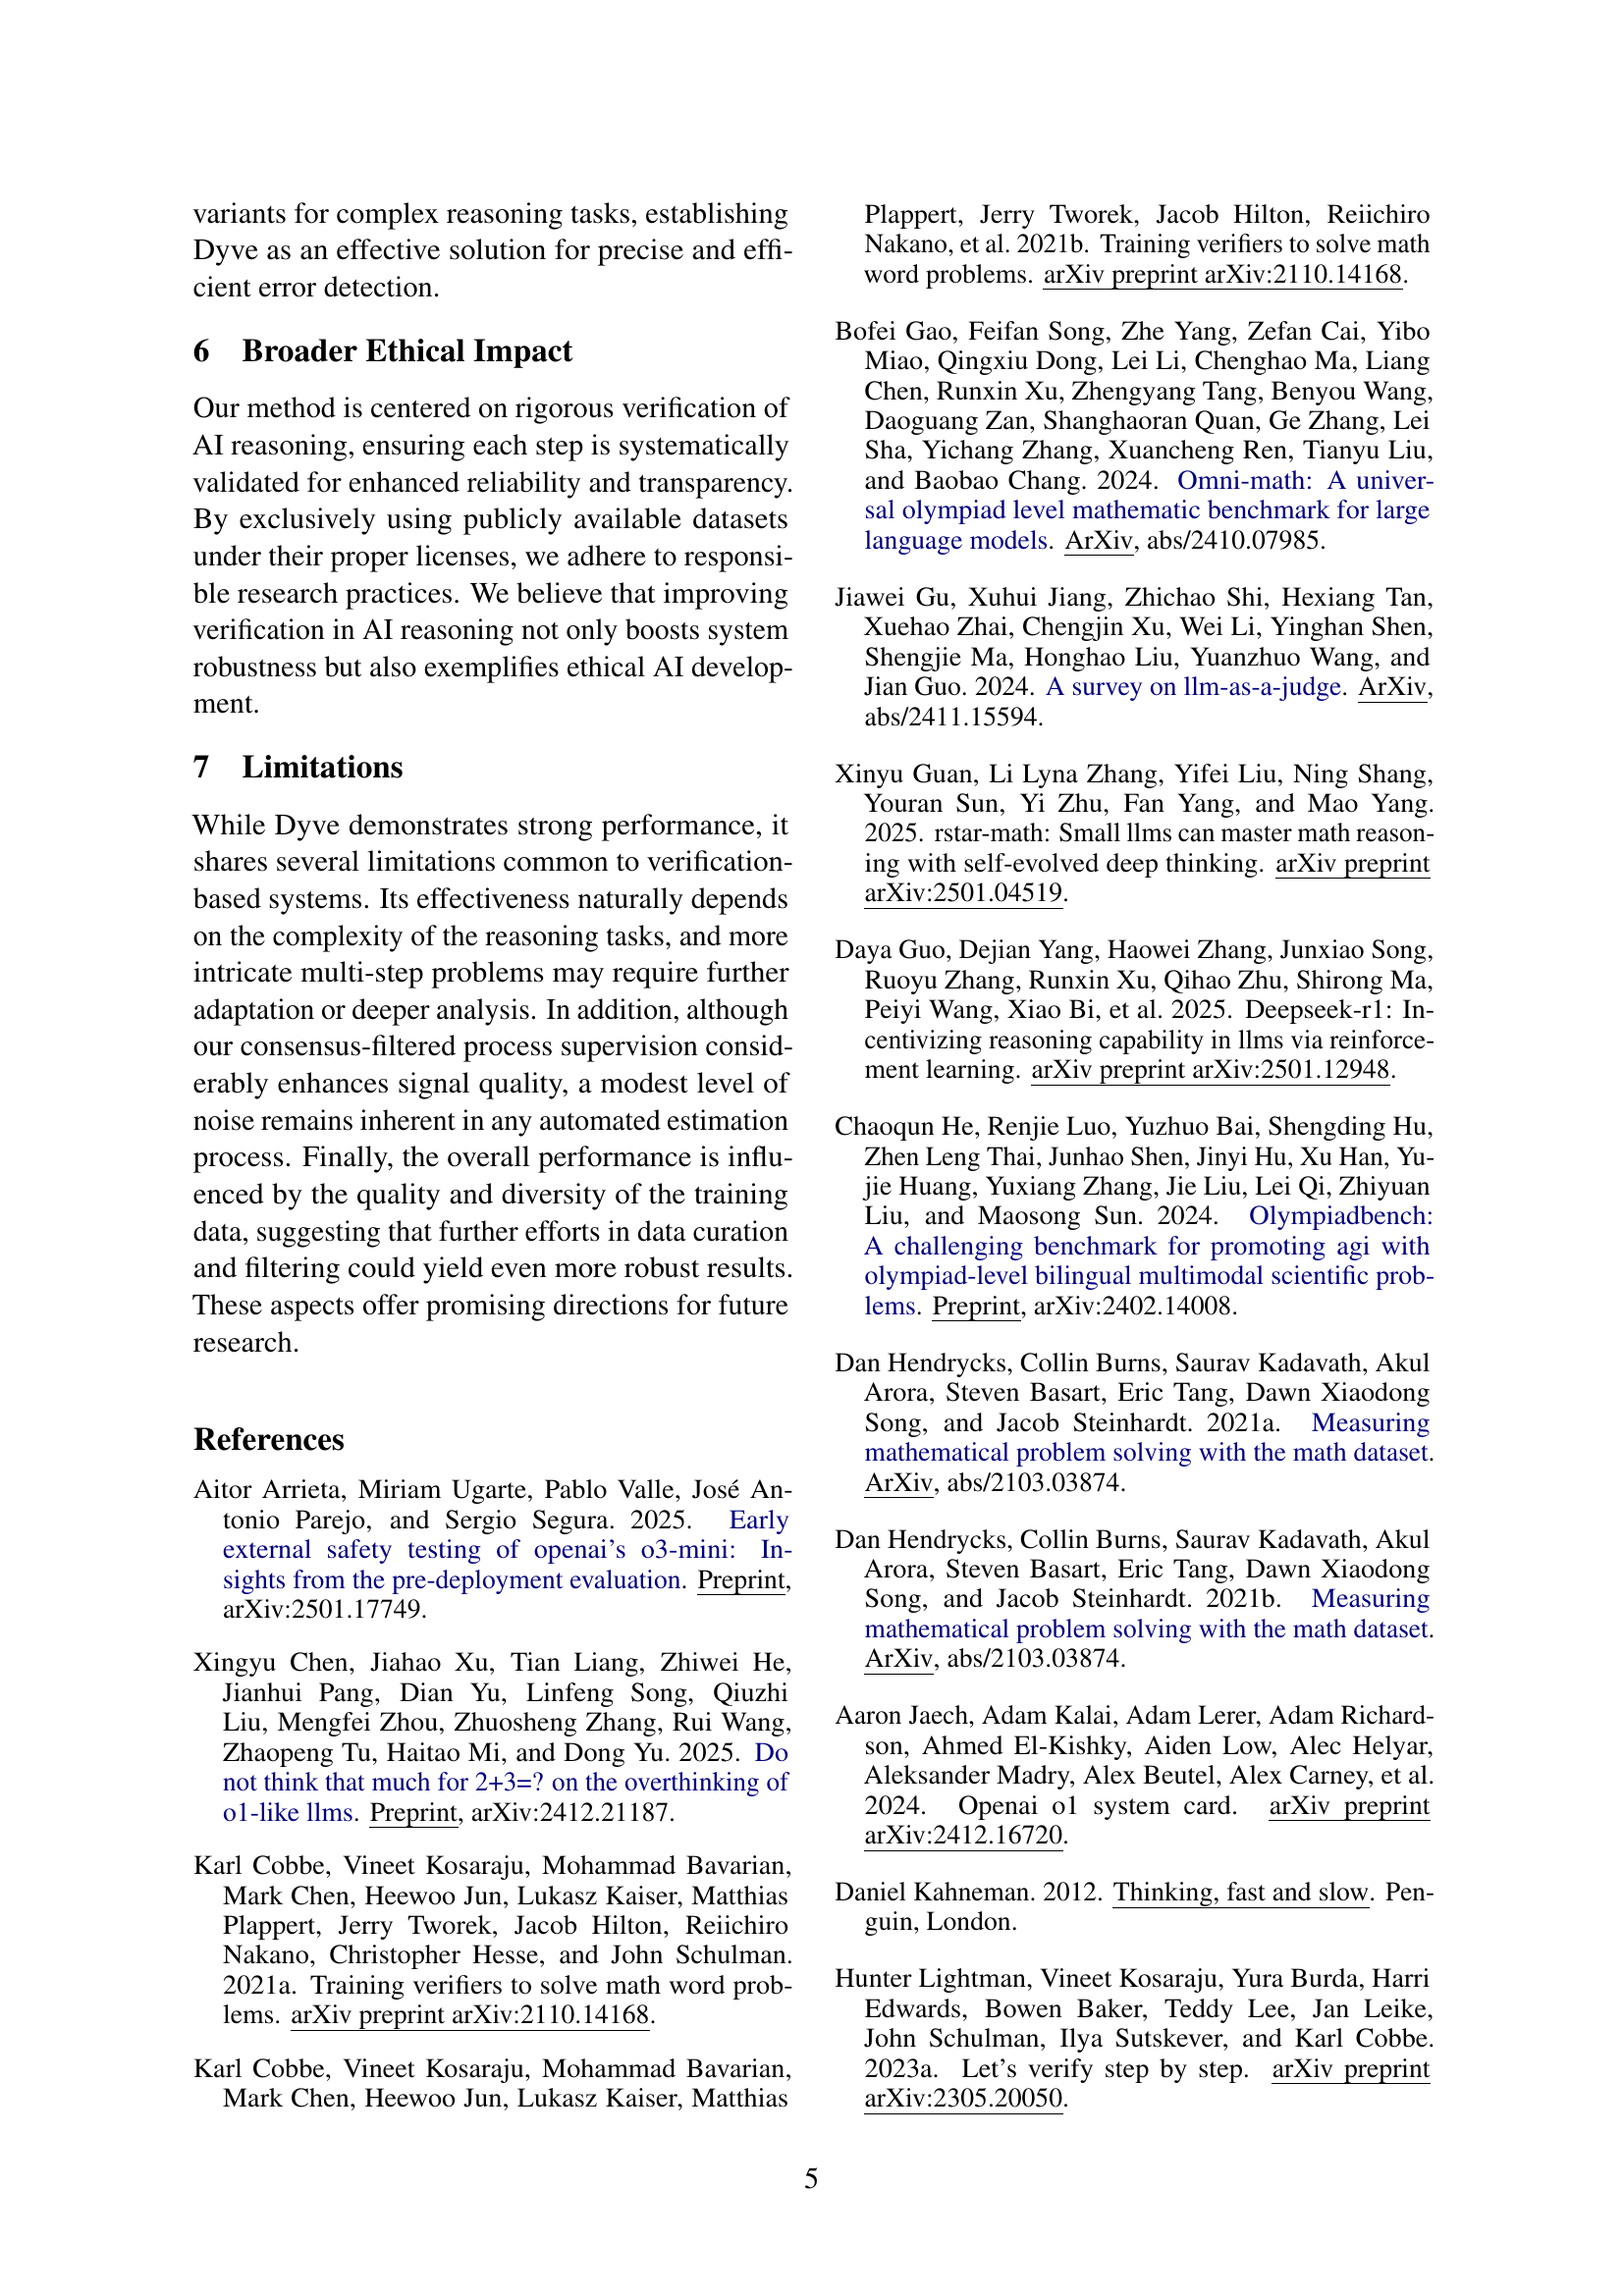 variants for complex reasoning tasks, establishing
Dyve as an effective solution for precise and effi-
cient error detection.
6 Broader Ethical Impact
Our method is centered on rigorous verification of
AI reasoning, ensuring each step is systematically
validated for enhanced reliability and transparency.
By exclusively using publicly available datasets
under their proper licenses, we adhere to responsi-
ble research practices. We believe that improving
verification in AI reasoning not only boosts system
robustness but also exemplifies ethical AI develop-
ment.
7 Limitations
While Dyve demonstrates strong performance, it
shares several limitations common to verification-
based systems. Its effectiveness naturally depends
on the complexity of the reasoning tasks, and more
intricate multi-step problems may require further
adaptation or deeper analysis. In addition, although
our consensus-filtered process supervision consid-
erably enhances signal quality, a modest level of
noise remains inherent in any automated estimation
process. Finally, the overall performance is influ-
enced by the quality and diversity of the training
data, suggesting that further efforts in data curation
and filtering could yield even more robust results.
These aspects offer promising directions for future
research.
References
Aitor Arrieta, Miriam Ugarte, Pablo Valle, José An-
tonio Parejo, and Sergio Segura. 2025. Early
external safety testing of openai's o3-mini: In-
sights from the pre-deployment evaluation. Preprint,
arXiv:2501.17749.
Xingyu Chen, Jiahao Xu, Tian Liang, Zhiwei He,
Jianhui Pang, Dian Yu, Linfeng Song, Qiuzhi
Liu, Mengfei Zhou, Zhuosheng Zhang, Rui Wang,
Zhaopeng Tu, Haitao Mi, and Dong Yu. 2025. Do
not think that much for 2+3=? on the overthinking of
o1-like llms. Preprint, arXiv:2412.21187.
Karl Cobbe, Vineet Kosaraju, Mohammad Bavarian,
Mark Chen, Heewoo Jun, Lukasz Kaiser, Matthias
Plappert, Jerry Tworek, Jacob Hilton, Reiichiro
Nakano, Christopher Hesse, and John Schulman.
2021a. Training verifiers to solve math word prob-
lems. arXiv preprint arXiv:2110.14168.
Karl Cobbe, Vineet Kosaraju, Mohammad Bavarian,
Mark Chen, Heewoo Jun, Lukasz Kaiser, Matthias
Plappert, Jerry Tworek, Jacob Hilton, Reiichiro
Nakano, et al. 2021b. Training verifiers to solve math
word problems. arXiv preprint arXiv:2110.14168.
Bofei Gao, Feifan Song, Zhe Yang, Zefan Cai, Yibo
Miao, Qingxiu Dong, Lei Li, Chenghao Ma, Liang
Chen, Runxin Xu, Zhengyang Tang, Benyou Wang,
Daoguang Zan, Shanghaoran Quan, Ge Zhang, Lei
Sha, Yichang Zhang, Xuancheng Ren, Tianyu Liu,
and Baobao Chang. 2024. Omni-math: A univer-
sal olympiad level mathematic benchmark for large
language models. ArXiv, abs/2410.07985.
Jiawei Gu, Xuhui Jiang, Zhichao Shi, Hexiang Tan,
Xuehao Zhai, Chengjin Xu, Wei Li, Yinghan Shen,
Shengjie Ma, Honghao Liu, Yuanzhuo Wang, and
Jian Guo. 2024. A survey on llm-as-a-judge. ArXiv,
abs/2411.15594.
Xinyu Guan, Li Lyna Zhang, Yifei Liu, Ning Shang,
Youran Sun, Yi Zhu, Fan Yang, and Mao Yang.
2025. rstar-math: Small llms can master math reason-
ing with self-evolved deep thinking. arXiv preprint
arXiv:2501.04519.
Daya Guo, Dejian Yang, Haowei Zhang, Junxiao Song,
Ruoyu Zhang, Runxin Xu, Qihao Zhu, Shirong Ma,
Peiyi Wang, Xiao Bi, et al. 2025. Deepseek-r1: In-
centivizing reasoning capability in llms via reinforce-
ment learning. arXiv preprint arXiv:2501.12948.
Chaoqun He, Renjie Luo, Yuzhuo Bai, Shengding Hu,
Zhen Leng Thai, Junhao Shen, Jinyi Hu, Xu Han, Yu-
jie Huang, Yuxiang Zhang, Jie Liu, Lei Qi, Zhiyuan
Liu, and Maosong Sun. 2024. Olympiadbench:
A challenging benchmark for promoting agi with
olympiad-level bilingual multimodal scientific prob-
lems. Preprint, arXiv:2402.14008.
Dan Hendrycks, Collin Burns, Saurav Kadavath, Akul
Arora, Steven Basart, Eric Tang, Dawn Xiaodong
Song, and Jacob Steinhardt. 2021a. Measuring
mathematical problem solving with the math dataset.
ArXiv, abs/2103.03874.
Dan Hendrycks, Collin Burns, Saurav Kadavath, Akul
Arora, Steven Basart, Eric Tang, Dawn Xiaodong
Song, and Jacob Steinhardt. 2021b. Measuring
mathematical problem solving with the math dataset.
ArXiv, abs/2103.03874.
Aaron Jaech, Adam Kalai, Adam Lerer, Adam Richard-
son, Ahmed El-Kishky, Aiden Low, Alec Helyar,
Aleksander Madry, Alex Beutel, Alex Carney, et al.
2024. Openai o1 system card. arXiv preprint
arXiv:2412.16720.
Daniel Kahneman. 2012. Thinking, fast and slow. Pen-
guin, London.
Hunter Lightman, Vineet Kosaraju, Yura Burda, Harri
Edwards, Bowen Baker, Teddy Lee, Jan Leike,
John Schulman, Ilya Sutskever, and Karl Cobbe.
2023a. Let's verify step by step. arXiv preprint
arXiv:2305.20050.
5